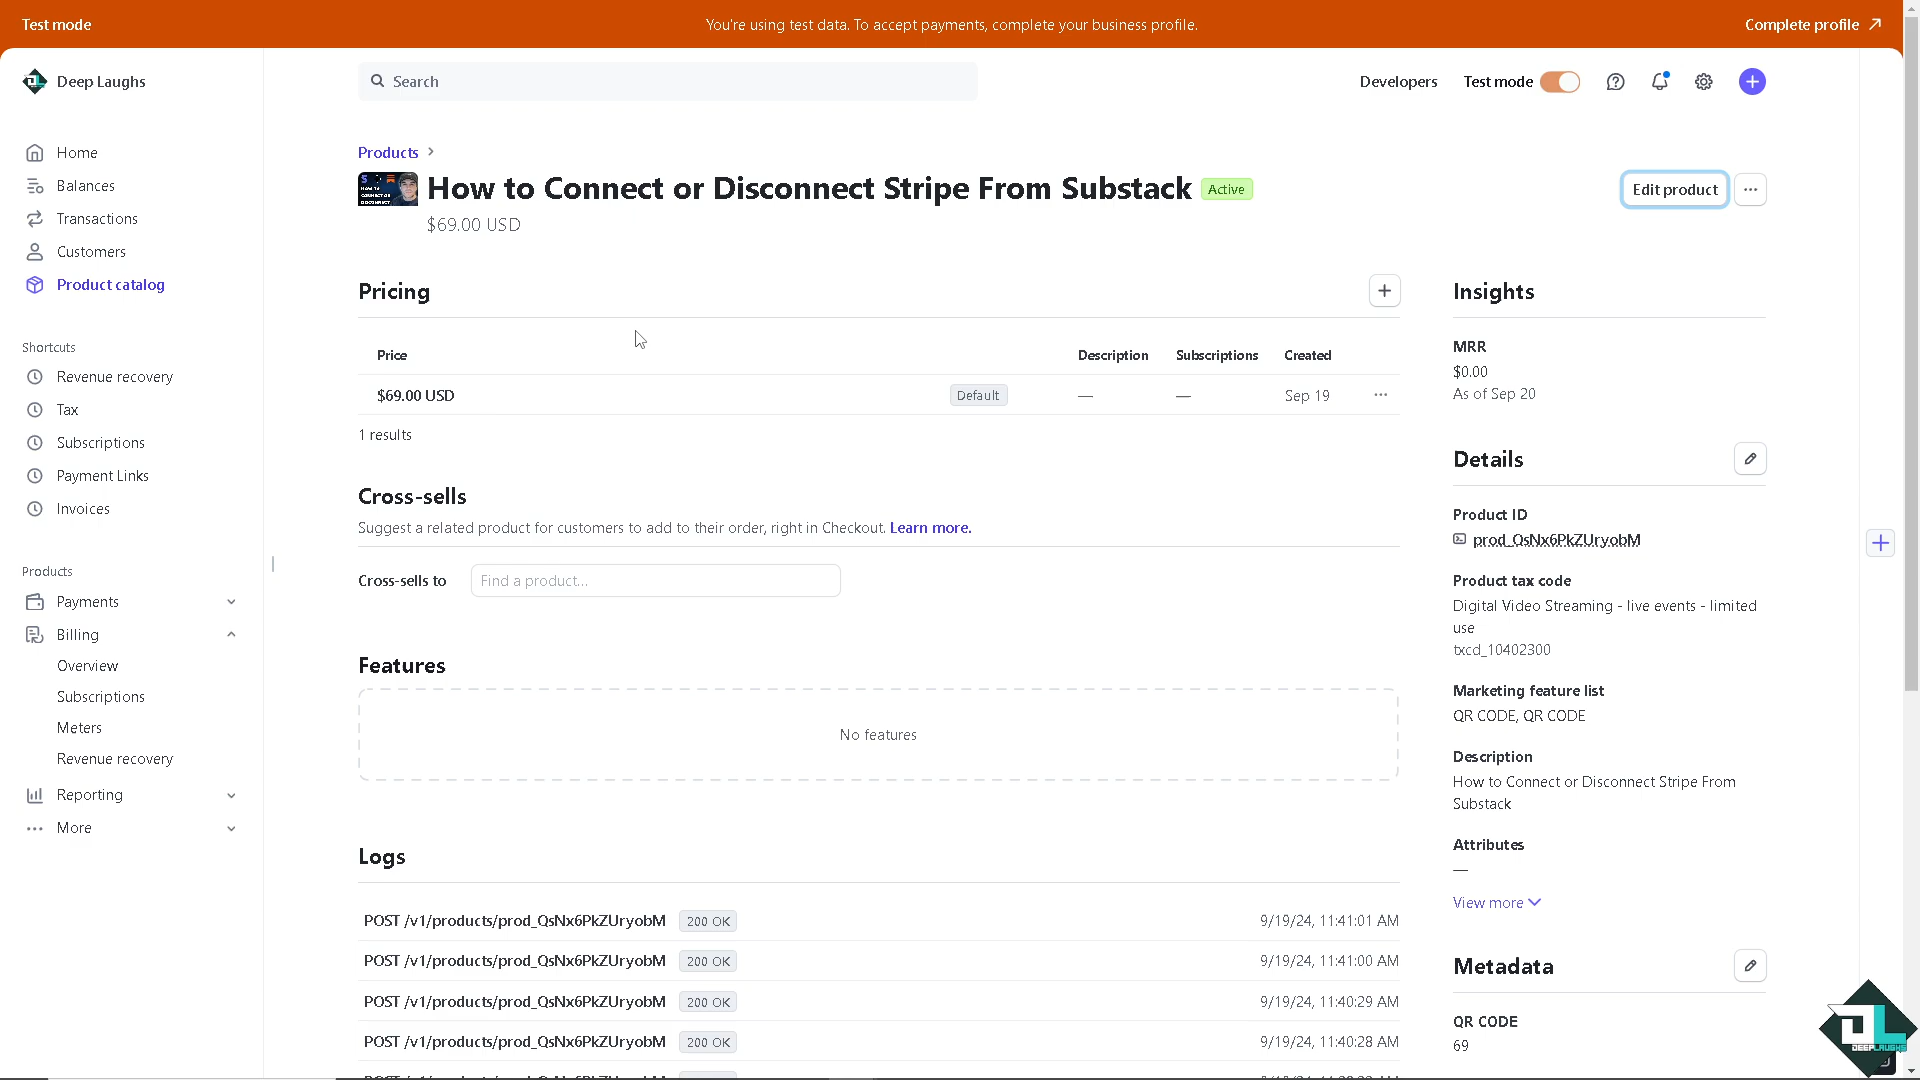 Test mode
You're using test data. To accept payments, complete your business profile.
Complete profile
Deep Laughs
Search
Developers
Test mode
Home
Balances
Transactions
Customers
Product catalog
Shortcuts
Revenue recovery
Tax
Subscriptions
Payment Links
Invoices
Products
Payments
Billing
Overview
Subscriptions
Meters
Revenue recovery
Reporting
More
Products
How to Connect or Disconnect Stripe From Substack
Active
$69.00 USD
Edit product
Pricing
Price Description Subscriptions Created
$69.00 USD Default — — Sep 19
1 results
Cross-sells
Suggest a related product for customers to add to their order, right in Checkout. Learn more.
Cross-sells to
Find a product...
Features
No features
Logs
POST /v1/products/prod_QsNx6PkZUryobM 200 OK 9/19/24, 11:41:01 AM
POST /v1/products/prod_QsNx6PkZUryobM 200 OK 9/19/24, 11:41:00 AM
POST /v1/products/prod_QsNx6PkZUryobM 200 OK 9/19/24, 11:40:29 AM
POST /v1/products/prod_QsNx6PkZUryobM 200 OK 9/19/24, 11:40:28 AM
Insights
MRR
$0.00
As of Sep 20
Details
Product ID
prod_QsNx6PkZUryobM
Product tax code
Digital Video Streaming - live events - limited
use
txcd_10402300
Marketing feature list
QR CODE, QR CODE
Description
How to Connect or Disconnect Stripe From
Substack
Attributes
—
View more
Metadata
QR CODE
69
DL
DEEPLAUGHS